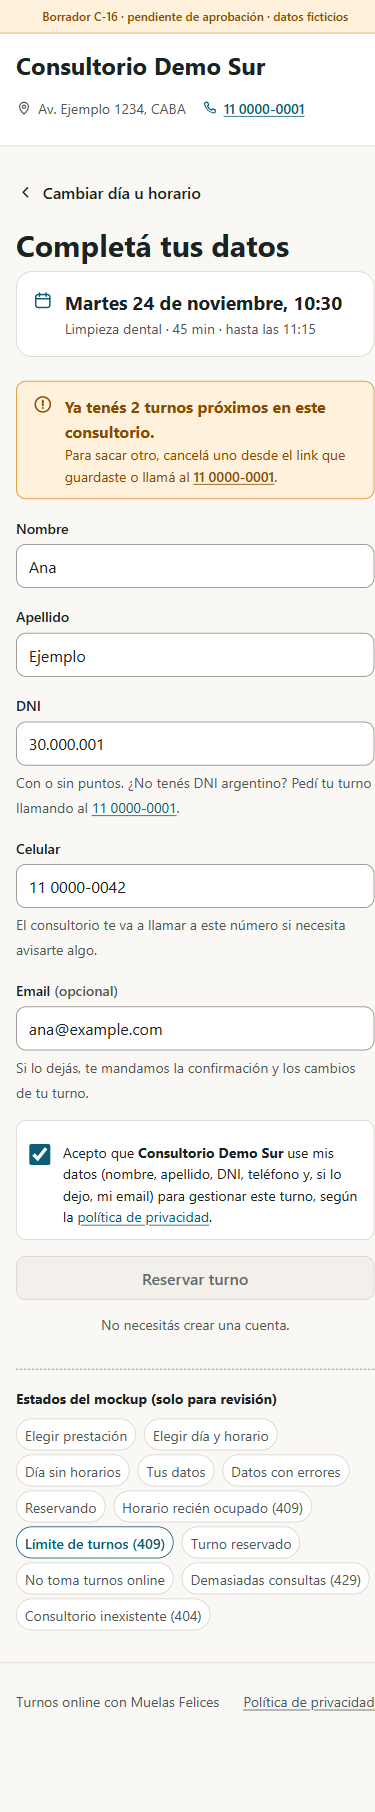 Borrador C-16 · pendiente de aprobación · datos ficticios
Consultorio Demo Sur
Av. Ejemplo 1234, CABA 11 0000-0001
Cambiar día u horario
Completá tus datos
Martes 24 de noviembre, 10:30
Limpieza dental · 45 min · hasta las 11:15
Ya tenés 2 turnos próximos en este
consultorio.
Para sacar otro, cancelá uno desde el link que
guardaste o llamá al 11 0000-0001.
Nombre
Ana
Apellido
Ejemplo
DNI
30.000.001
Con o sin puntos. ¿No tenés DNI argentino? Pedí tu turno
llamando al 11 0000-0001.
Celular
11 0000-0042
El consultorio te va a llamar a este número si necesita
avisarte algo.
Email (opcional)
ana@example.com
Si lo dejás, te mandamos la confirmación y los cambios
de tu turno.
Acepto que Consultorio Demo Sur use mis
datos (nombre, apellido, DNI, teléfono y, si lo
dejo, mi email) para gestionar este turno, según
la política de privacidad.
Reservar turno
No necesitás crear una cuenta.
Estados del mockup (solo para revisión)
Elegir prestación Elegir día y horario
Día sin horarios Tus datos Datos con errores
Reservando Horario recién ocupado (409)
Límite de turnos (409) Turno reservado
No toma turnos online Demasiadas consultas (429)
Consultorio inexistente (404)
Turnos online con Muelas Felices Política de privacidad